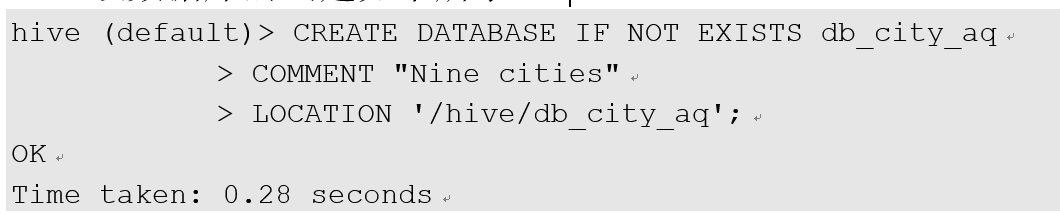 hive (default)> CREATE DATABASE IF NOT EXISTS db_city_aq
> COMMENT "Nine cities"
> LOCATION '/hive/db_city_aq';
OK
Time taken: 0.28 seconds